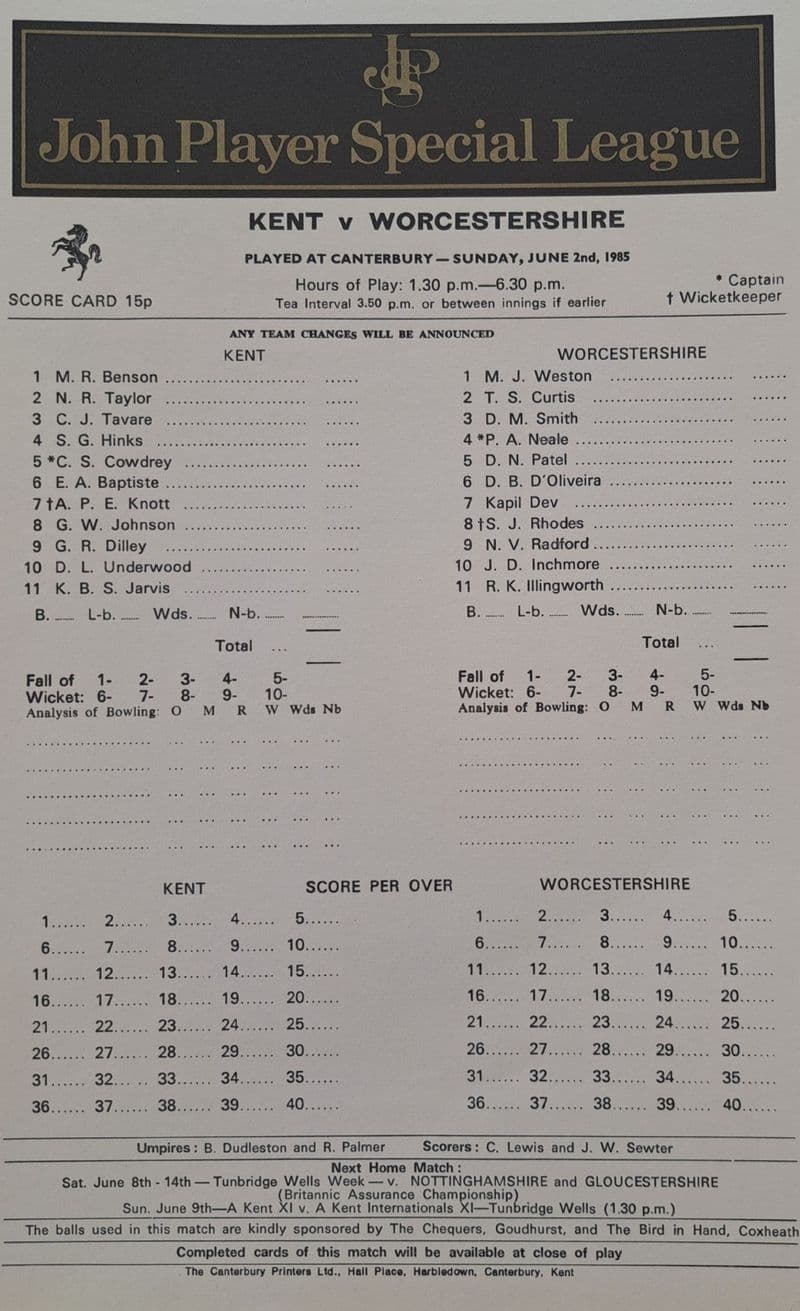 JPS
John Player Special League
KENT v WORCESTERSHIRE
PLAYED AT CANTERBURY — SUNDAY, JUNE 2nd, 1985
Hours of Play: 1.30 p.m.—6.30 p.m.
Tea Interval 3.50 p.m. or between innings if earlier
SCORE CARD 15p
* Captain
† Wicketkeeper
ANY TEAM CHANGES WILL BE ANNOUNCED
KENT
1 M. R. Benson ........................ ......
2 N. R. Taylor ........................ ......
3 C. J. Tavare ........................ ......
4 S. G. Hinks ........................ ......
5 *C. S. Cowdrey ..................... ......
6 E. A. Baptiste ........................ ......
7 †A. P. E. Knott ..................... .....
8 G. W. Johnson ..................... ......
9 G. R. Dilley ........................ ......
10 D. L. Underwood .................. ......
11 K. B. S. Jarvis ..................... ......
B. ...... L-b. ...... Wds. ...... N-b. ...... ............
Total ...
Fall of 1- 2- 3- 4- 5-
Wicket: 6- 7- 8- 9- 10-
Analysis of Bowling: O M R W Wds Nb
..................... ... ... ... ... ... ...
..................... ... ... ... ... ... ...
..................... ... ... ... ... ... ...
..................... ... ... ... ... ... ...
..................... ... ... ... ... ... ...
WORCESTERSHIRE
1 M. J. Weston ..................... ......
2 T. S. Curtis ........................ ......
3 D. M. Smith ........................ ......
4 *P. A. Neale ........................ ......
5 D. N. Patel ........................ ......
6 D. B. D'Oliveira ..................... ......
7 Kapil Dev ........................ ......
8 †S. J. Rhodes ........................ ......
9 N. V. Radford ........................ ......
10 J. D. Inchmore ..................... ......
11 R. K. Illingworth ..................... ......
B. ...... L-b. ...... Wds. ...... N-b. ...... ............
Total ...
Fall of 1- 2- 3- 4- 5-
Wicket: 6- 7- 8- 9- 10-
Analysis of Bowling: O M R W Wds Nb
..................... ... ... ... ... ... ...
..................... ... ... ... ... ... ...
..................... ... ... ... ... ... ...
..................... ... ... ... ... ... ...
..................... ... ... ... ... ... ...
KENT SCORE PER OVER WORCESTERSHIRE
1...... 2...... 3...... 4...... 5...... 1...... 2...... 3...... 4...... 5......
6...... 7...... 8...... 9...... 10...... 6...... 7...... 8...... 9...... 10......
11...... 12...... 13...... 14...... 15...... 11...... 12...... 13...... 14...... 15......
16...... 17...... 18...... 19...... 20...... 16...... 17...... 18...... 19...... 20......
21...... 22...... 23...... 24...... 25...... 21...... 22...... 23...... 24...... 25......
26...... 27...... 28...... 29...... 30...... 26...... 27...... 28...... 29...... 30......
31...... 32...... 33...... 34...... 35...... 31...... 32...... 33...... 34...... 35......
36...... 37...... 38...... 39...... 40...... 36...... 37...... 38...... 39...... 40......
Umpires : B. Dudleston and R. Palmer Scorers : C. Lewis and J. W. Sewter
Next Home Match :
Sat. June 8th - 14th — Tunbridge Wells Week — v. NOTTINGHAMSHIRE and GLOUCESTERSHIRE
(Britannic Assurance Championship)
Sun. June 9th—A Kent XI v. A Kent Internationals XI—Tunbridge Wells (1.30 p.m.)
The balls used in this match are kindly sponsored by The Chequers, Goudhurst, and The Bird in Hand, Coxheath
Completed cards of this match will be available at close of play
The Canterbury Printers Ltd., Hall Place, Harbledown, Canterbury, Kent